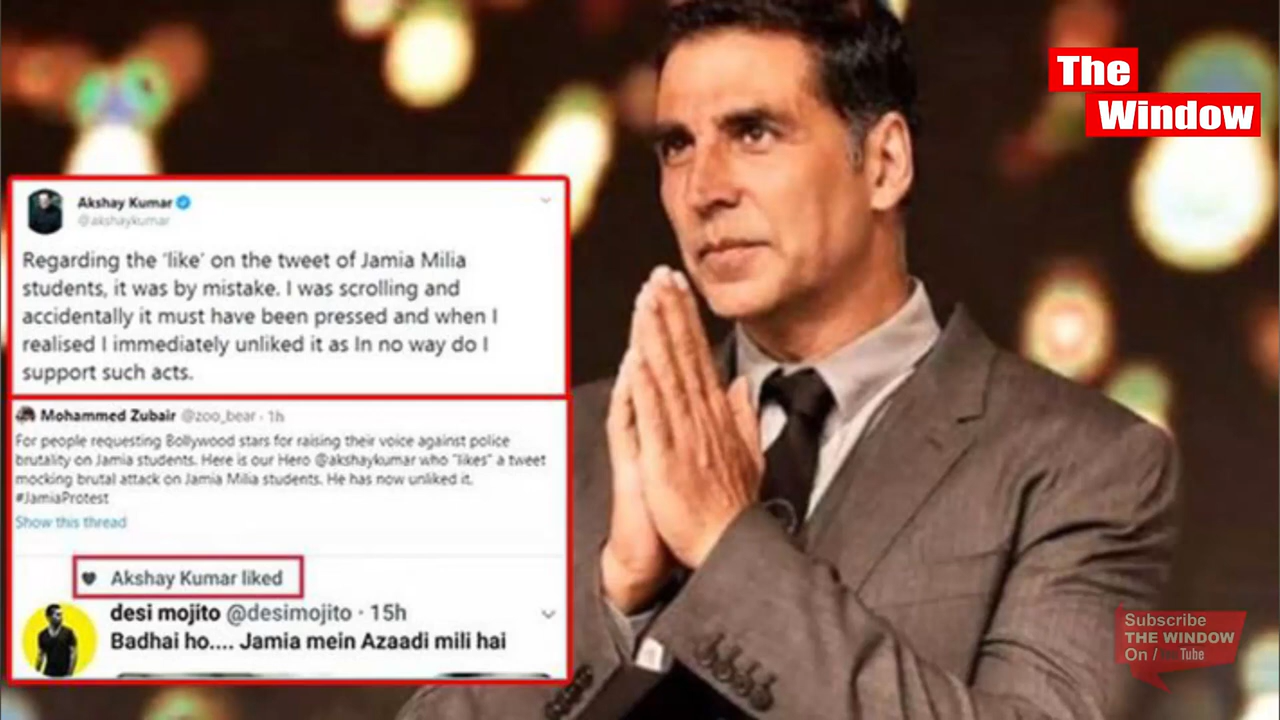 The
Window
Akshay Kumar
@akshaykumar
Regarding the 'like' on the tweet of Jamia Milia
students, it was by mistake. I was scrolling and
accidentally it must have been pressed and when I
realised I immediately unliked it as In no way do I
support such acts.
Mohammed Zubair @zoo_bear · 1h
For people requesting Bollywood stars for raising their voice against police
brutality on Jamia students. Here is our Hero @akshaykumar who "likes" a tweet
mocking brutal attack on Jamia Milia students. He has now unliked it.
#JamiaProtest
Show this thread
Akshay Kumar liked
desi mojito @desimojito · 15h
Badhai ho.... Jamia mein Azaadi mili hai
Subscribe
THE WINDOW
On / You Tube